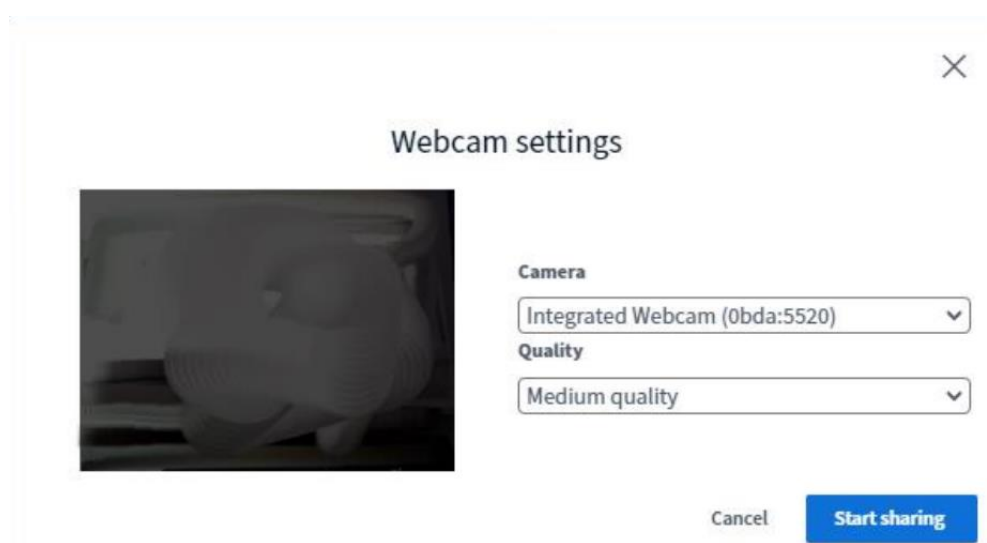 Webcam settings
Camera
Integrated Webcam (0bda:5520)
Quality
Medium quality
Cancel
Start sharing